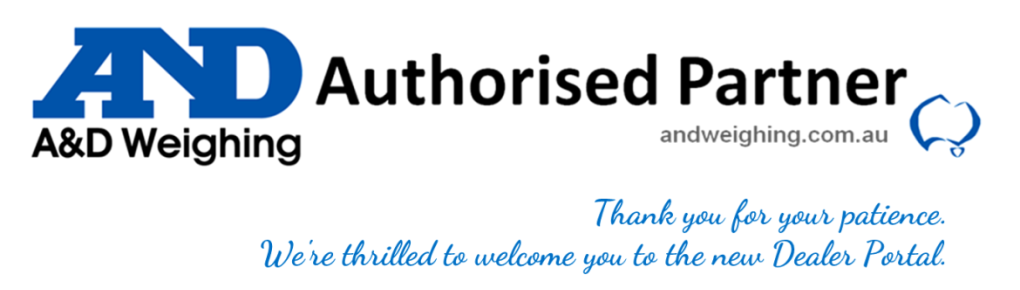 AND
A&D Weighing
Authorised Partner
andweighing.com.au
Thank you for your patience.
We're thrilled to welcome you to the new Dealer Portal.